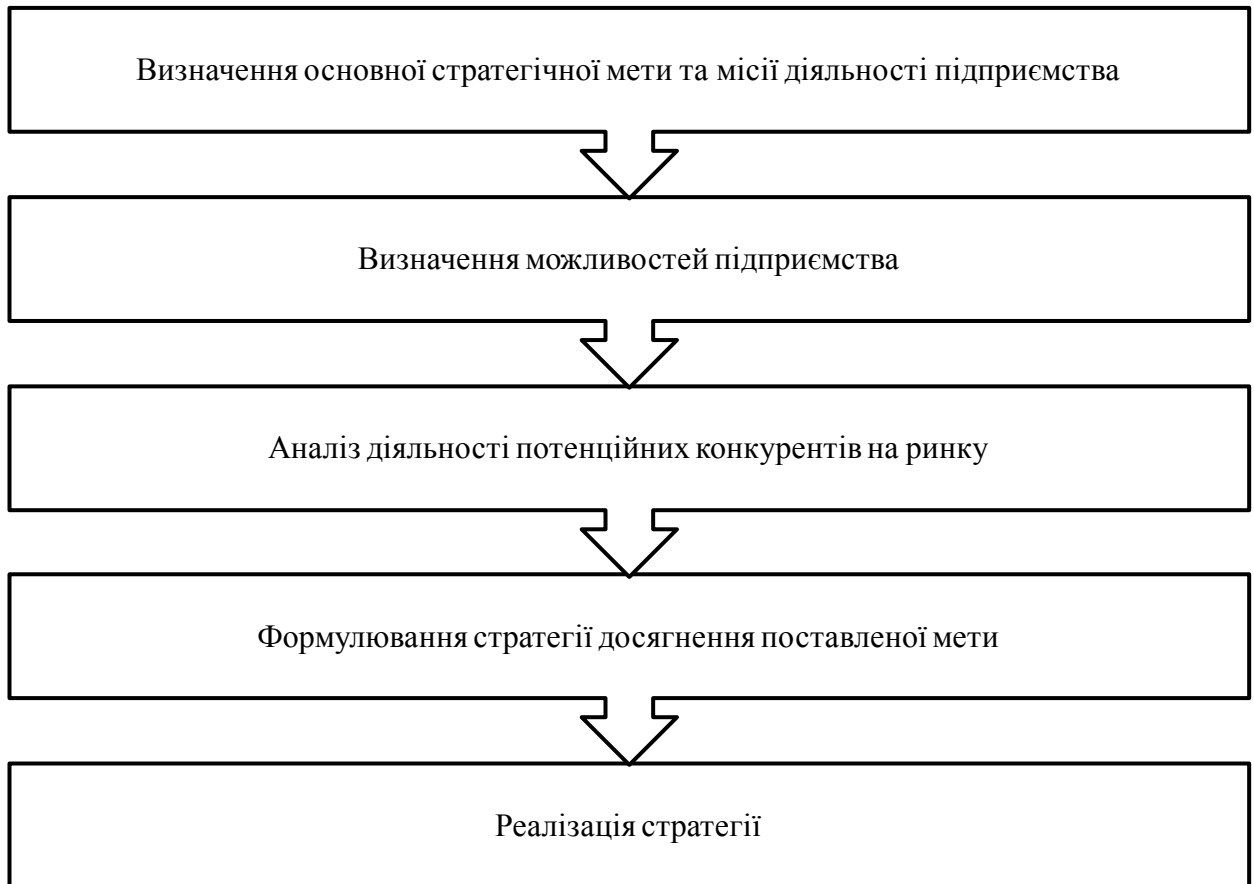 Визначення основної стратегічної мети та місії діяльності підприємства
Визначення можливостей підприємства
Аналіз діяльності потенційних конкурентів на ринку
Формулювання стратегії досягнення поставленої мети
Реалізація стратегії